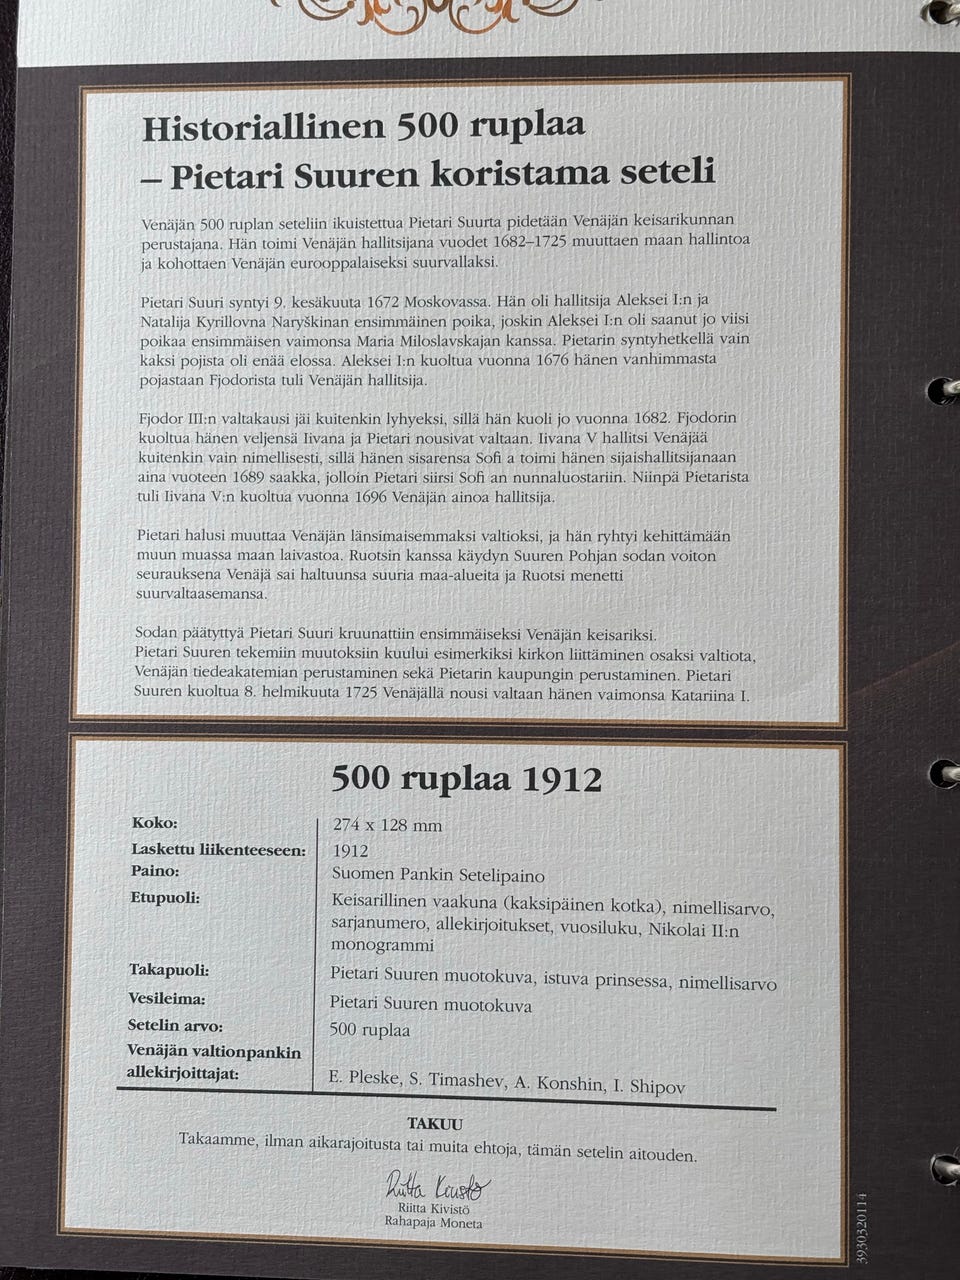 Historiallinen 500 ruplaa
– Pietari Suuren koristama seteli
Venäjän 500 ruplan seteliin ikuistettua Pietari Suurta pidetään Venäjän keisarikunnan
perustajana. Hän toimi Venäjän hallitsijana vuodet 1682–1725 muuttaen maan hallintoa
ja kohottaen Venäjän eurooppalaiseksi suurvallaksi.
Pietari Suuri syntyi 9. kesäkuuta 1672 Moskovassa. Hän oli hallitsija Aleksei I:n ja
Natalija Kyrillovna Naryškinan ensimmäinen poika, joskin Aleksei I:n oli saanut jo viisi
poikaa ensimmäisen vaimonsa Maria Miloslavskajan kanssa. Pietarin syntyhetkellä vain
kaksi pojista oli enää elossa. Aleksei I:n kuoltua vuonna 1676 hänen vanhimmasta
pojastaan Fjodorista tuli Venäjän hallitsija.
Fjodor III:n valtakausi jäi kuitenkin lyhyeksi, sillä hän kuoli jo vuonna 1682. Fjodorin
kuoltua hänen veljensä Iivana ja Pietari nousivat valtaan. Iivana V hallitsi Venäjää
kuitenkin vain nimellisesti, sillä hänen sisarensa Sofi a toimi hänen sijaishallitsijanaan
aina vuoteen 1689 saakka, jolloin Pietari siirsi Sofi an nunnaluostariin. Niinpä Pietarista
tuli Iivana V:n kuoltua vuonna 1696 Venäjän ainoa hallitsija.
Pietari halusi muuttaa Venäjän länsimaisemmaksi valtioksi, ja hän ryhtyi kehittämään
muun muassa maan laivastoa. Ruotsin kanssa käydyn Suuren Pohjan sodan voiton
seurauksena Venäjä sai haltuunsa suuria maa-alueita ja Ruotsi menetti
suurvaltaasemansa.
Sodan päätyttyä Pietari Suuri kruunattiin ensimmäiseksi Venäjän keisariksi.
Pietari Suuren tekemiin muutoksiin kuului esimerkiksi kirkon liittäminen osaksi valtiota,
Venäjän tiedeakatemian perustaminen sekä Pietarin kaupungin perustaminen. Pietari
Suuren kuoltua 8. helmikuuta 1725 Venäjällä nousi valtaan hänen vaimonsa Katariina I.
500 ruplaa 1912
Koko: 274 x 128 mm
Laskettu liikenteeseen: 1912
Paino: Suomen Pankin Setelipaino
Etupuoli: Keisarillinen vaakuna (kaksipäinen kotka), nimellisarvo,
sarjanumero, allekirjoitukset, vuosiluku, Nikolai II:n
monogrammi
Takapuoli: Pietari Suuren muotokuva, istuva prinsessa, nimellisarvo
Vesileima: Pietari Suuren muotokuva
Setelin arvo: 500 ruplaa
Venäjän valtionpankin
allekirjoittajat: E. Pleske, S. Timashev, A. Konshin, I. Shipov
TAKUU
Takaamme, ilman aikarajoitusta tai muita ehtoja, tämän setelin aitouden.
Riitta Kivistö
Riitta Kivistö
Rahapaja Moneta
3930320114